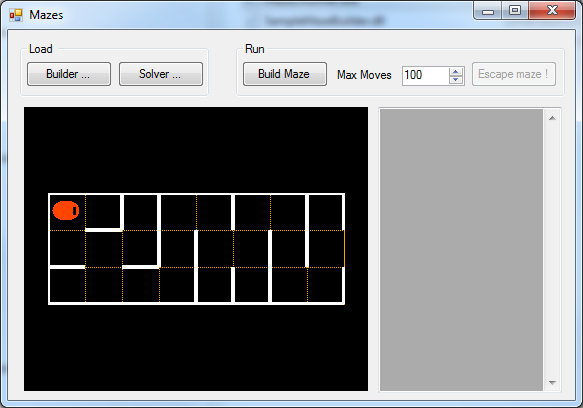 Mazes
Load
Builder ...
Solver ...
Run
Build Maze
Max Moves
100
Escape maze !